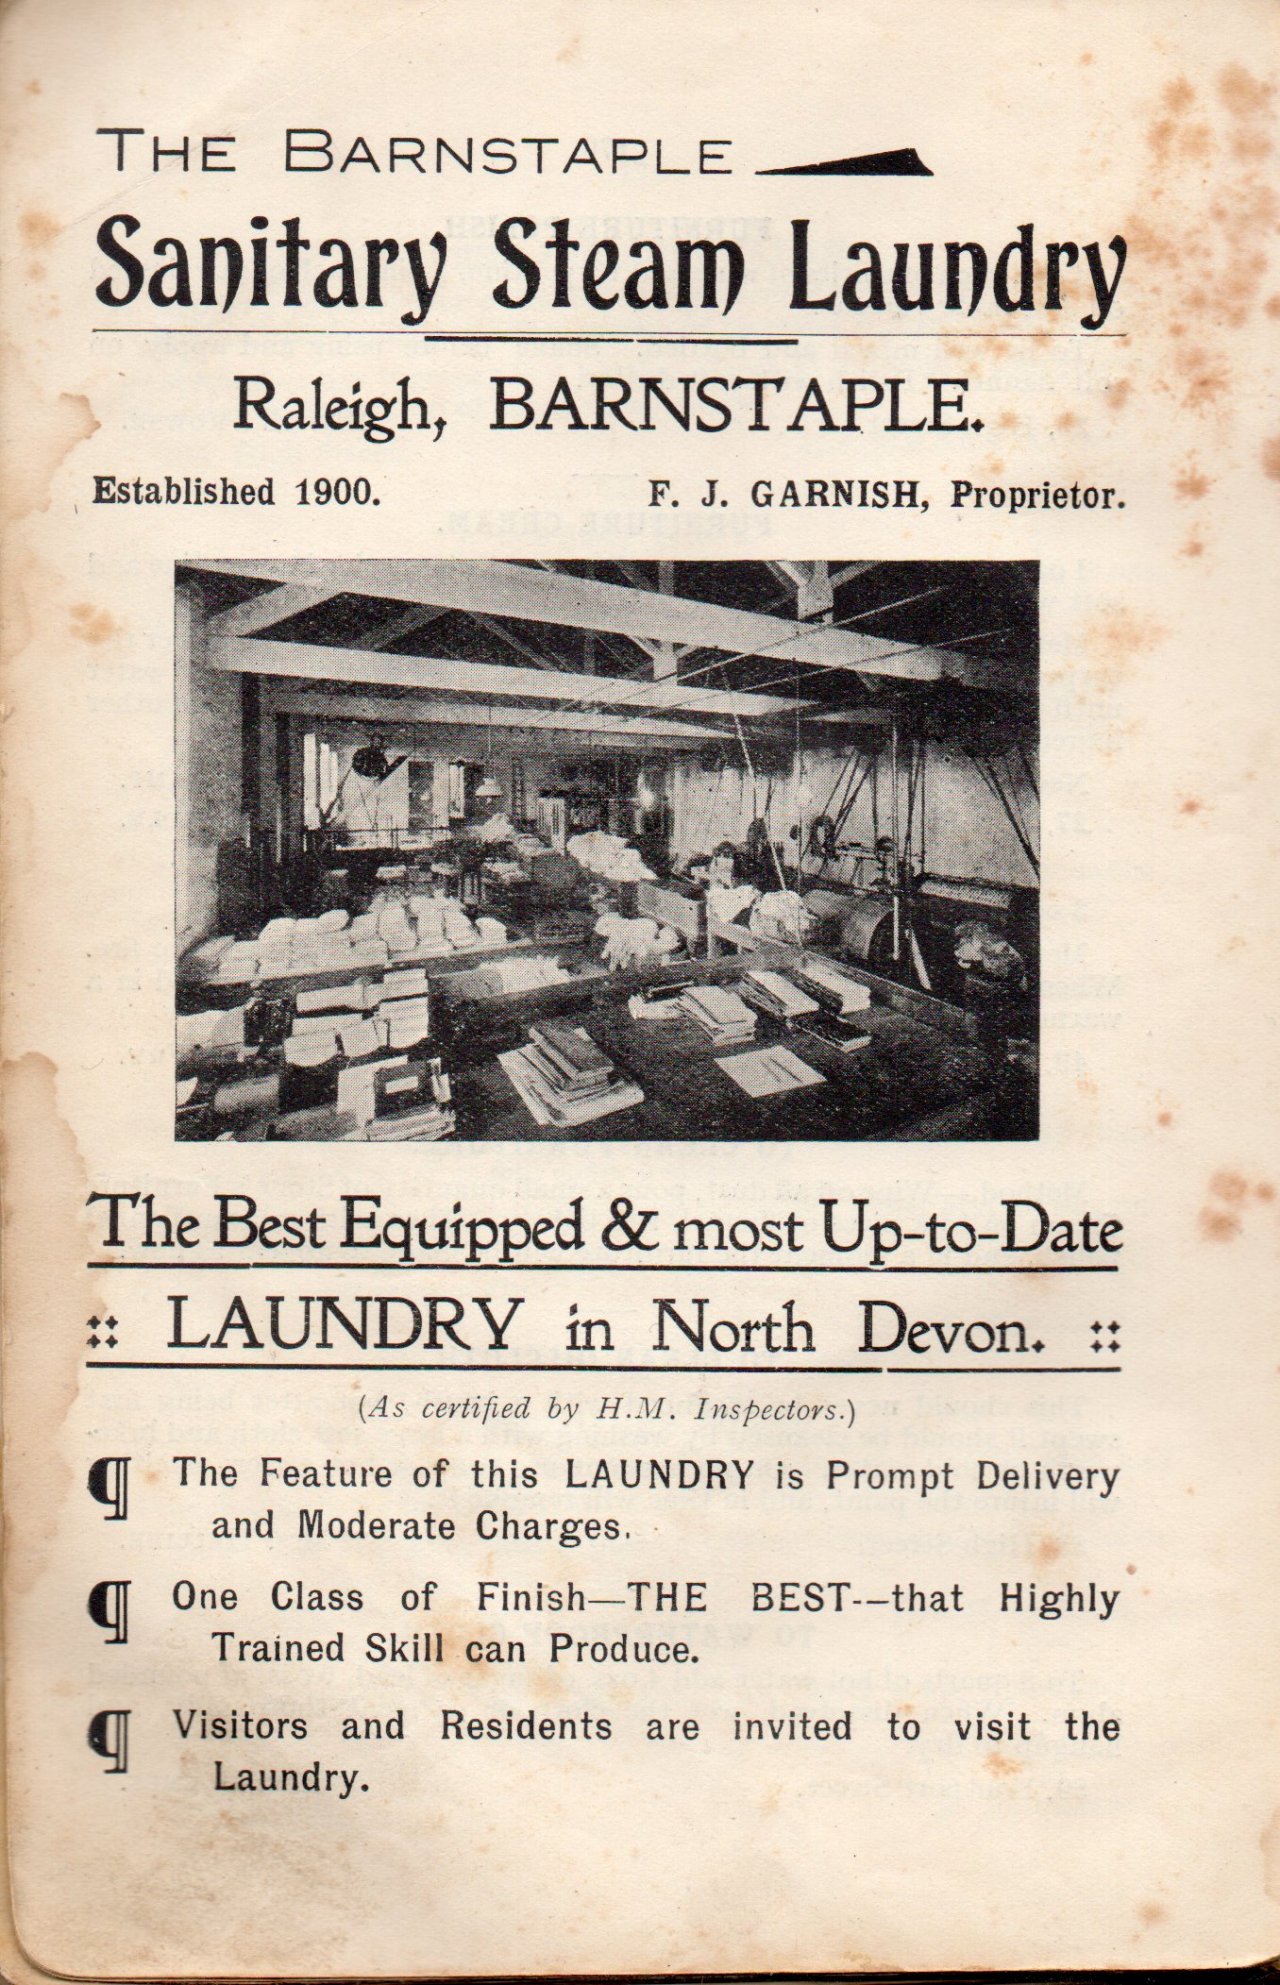 THE BARNSTAPLE
Sanitary Steam Laundry
Raleigh, BARNSTAPLE.
Established 1900. F. J. GARNISH, Proprietor.
The Best Equipped & most Up-to-Date
:: LAUNDRY in North Devon. ::
(As certified by H.M. Inspectors.)
¶ The Feature of this LAUNDRY is Prompt Delivery
and Moderate Charges.
¶ One Class of Finish—THE BEST--–that Highly
Trained Skill can Produce.
¶ Visitors and Residents are invited to visit the
Laundry.